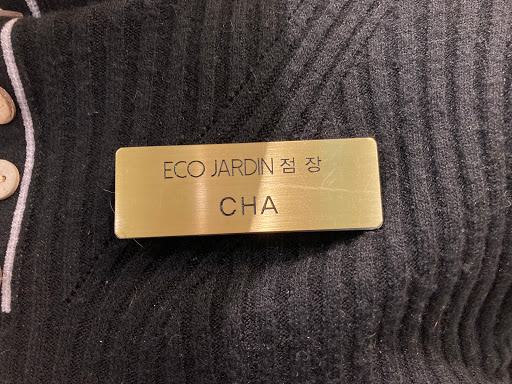 ECO JARDIN 점 장
CHA